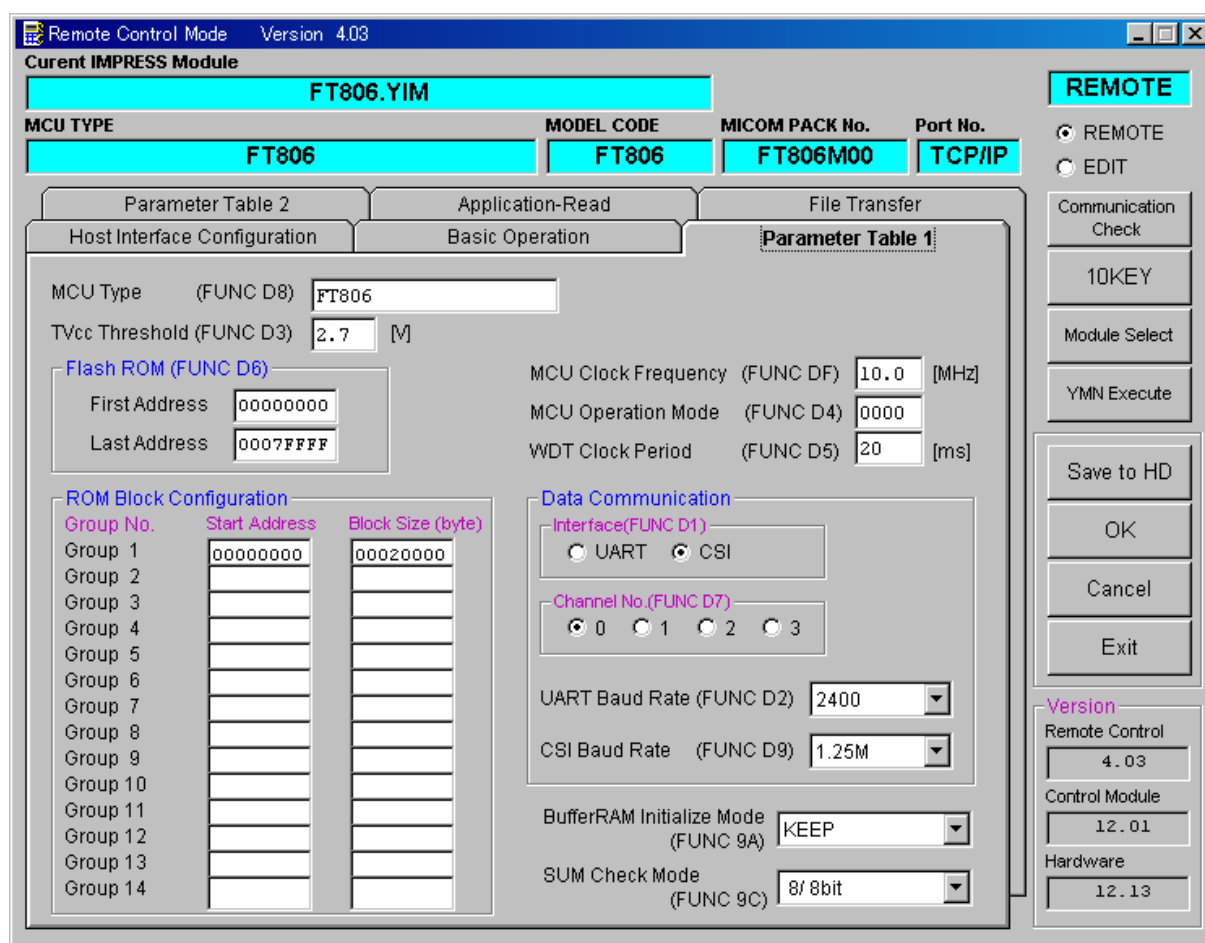 Remote Control Mode Version 4.03
Curent IMPRESS Module
FT806.YIM
MCU TYPE MODEL CODE MICOM PACK No. Port No.
FT806 FT806 FT806M00 TCP/IP
Parameter Table 2 Application-Read File Transfer
Host Interface Configuration Basic Operation Parameter Table 1
MCU Type (FUNC D8) FT806
TVcc Threshold (FUNC D3) 2.7 [V]
Flash ROM (FUNC D6)
First Address 00000000
Last Address 0007FFFF
MCU Clock Frequency (FUNC DF) 10.0 [MHz]
MCU Operation Mode (FUNC D4) 0000
WDT Clock Period (FUNC D5) 20 [ms]
ROM Block Configuration
Group No. Start Address Block Size (byte)
Group 1 00000000 00020000
Group 2
Group 3
Group 4
Group 5
Group 6
Group 7
Group 8
Group 9
Group 10
Group 11
Group 12
Group 13
Group 14
Data Communication
Interface(FUNC D1)
UART CSI
Channel No.(FUNC D7)
0 1 2 3
UART Baud Rate (FUNC D2) 2400
CSI Baud Rate (FUNC D9) 1.25M
BufferRAM Initialize Mode
(FUNC 9A) KEEP
SUM Check Mode
(FUNC 9C) 8/ 8bit
REMOTE
REMOTE
EDIT
Communication
Check
10KEY
Module Select
YMN Execute
Save to HD
OK
Cancel
Exit
Version
Remote Control
4.03
Control Module
12.01
Hardware
12.13